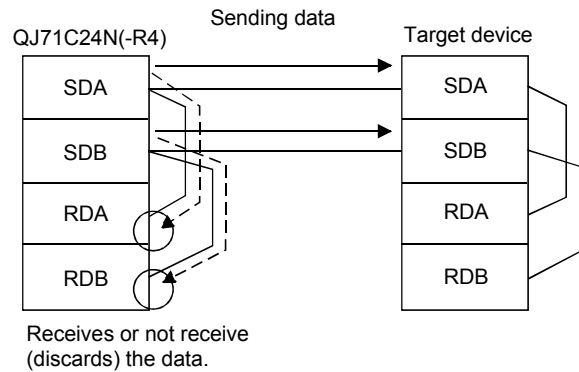 Sending data
QJ71C24N(-R4)
Target device
SDA
SDA
SDB
SDB
RDA
RDA
RDB
RDB
Receives or not receive
(discards) the data.